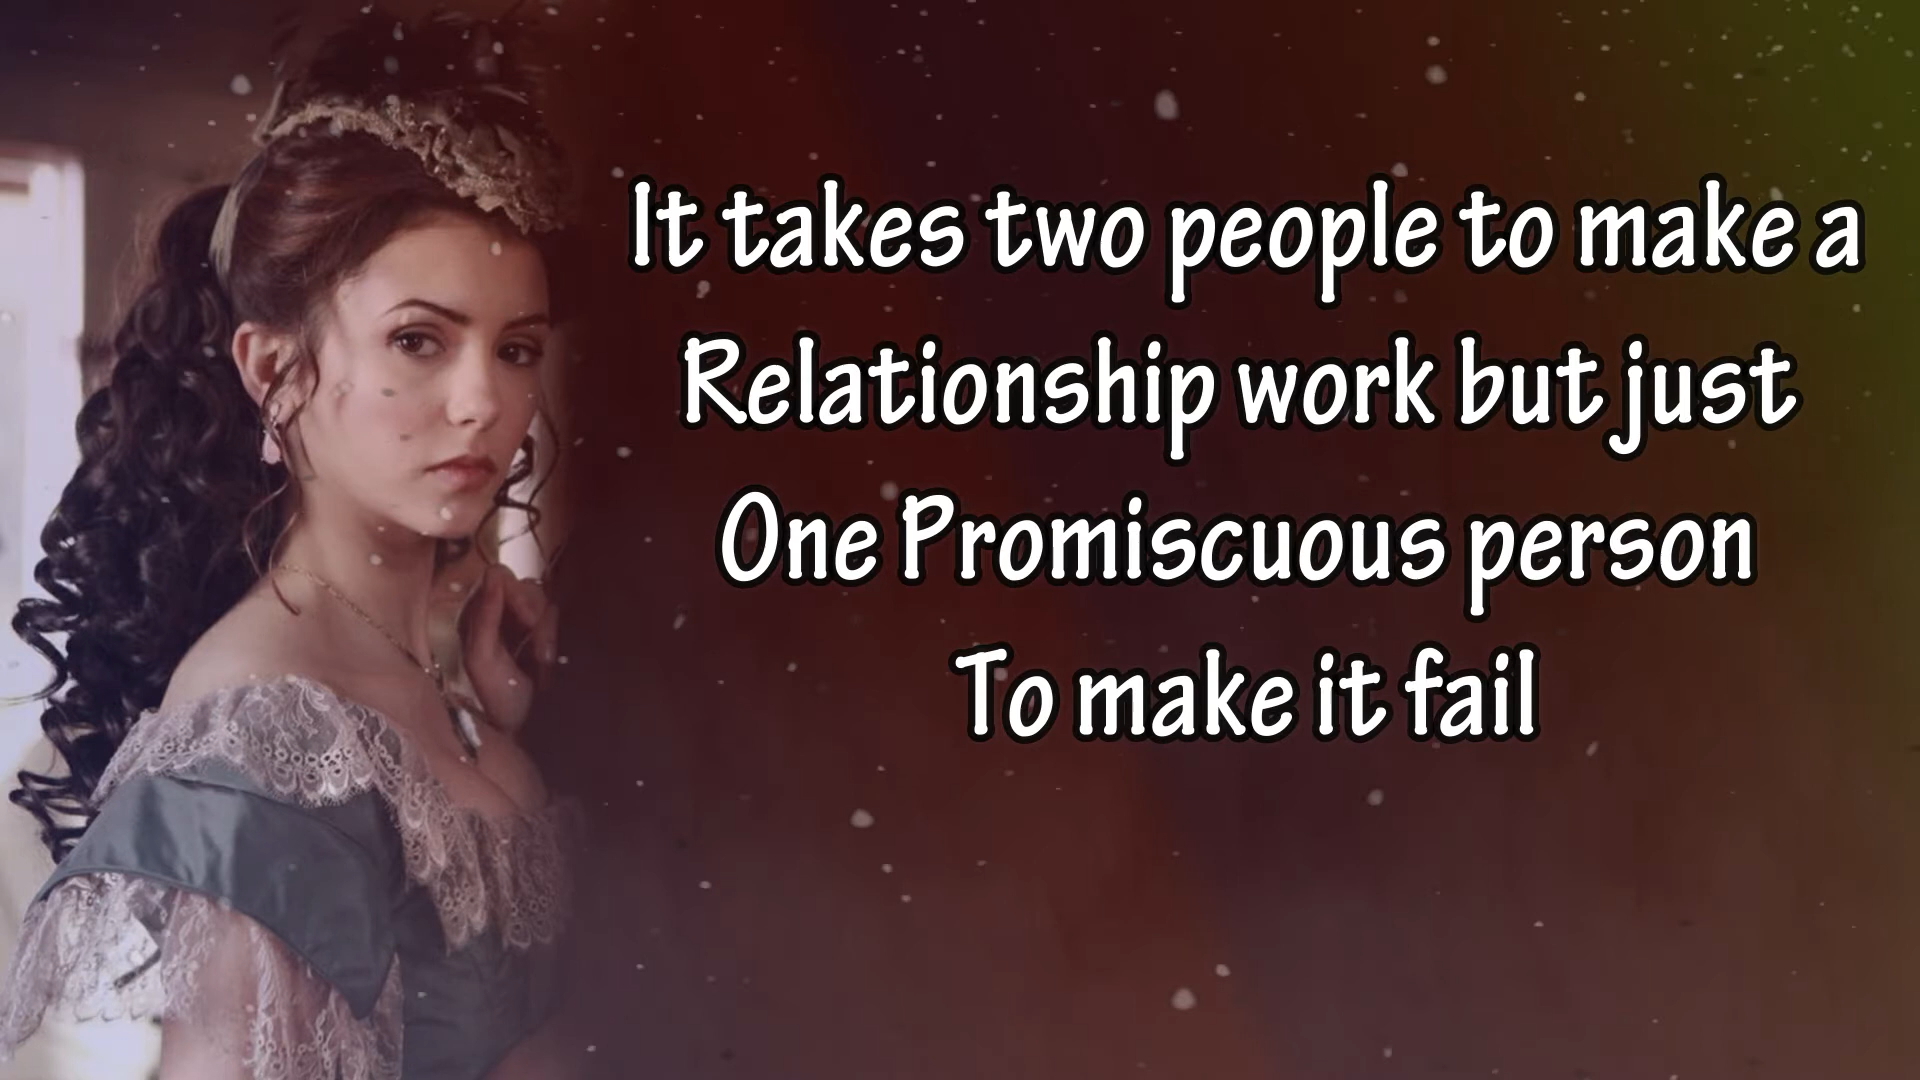 It takes two people to make a
Relationship work but just
One Promiscuous person
To make it fail